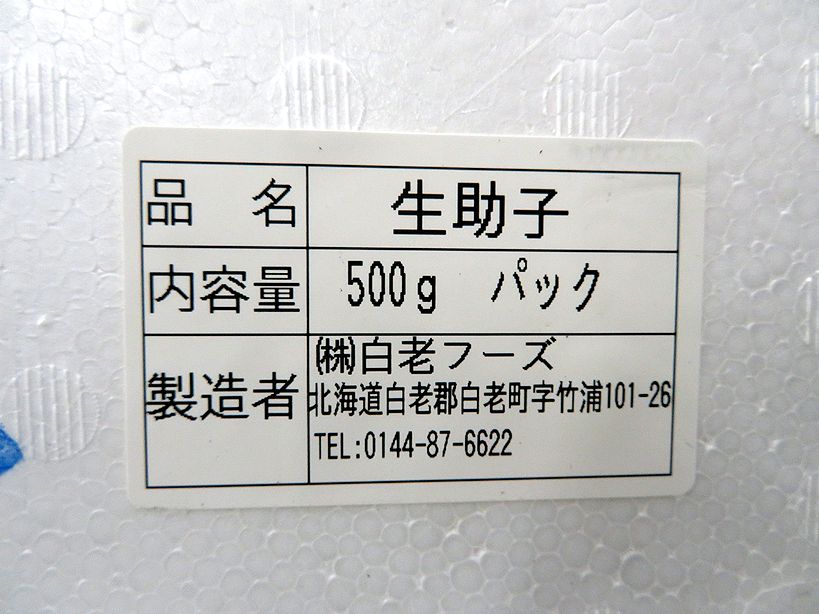 品 名 生助子
内容量 500g パック
製造者 ㈱白老フーズ
北海道白老郡白老町字竹浦101-26
TEL:0144-87-6622